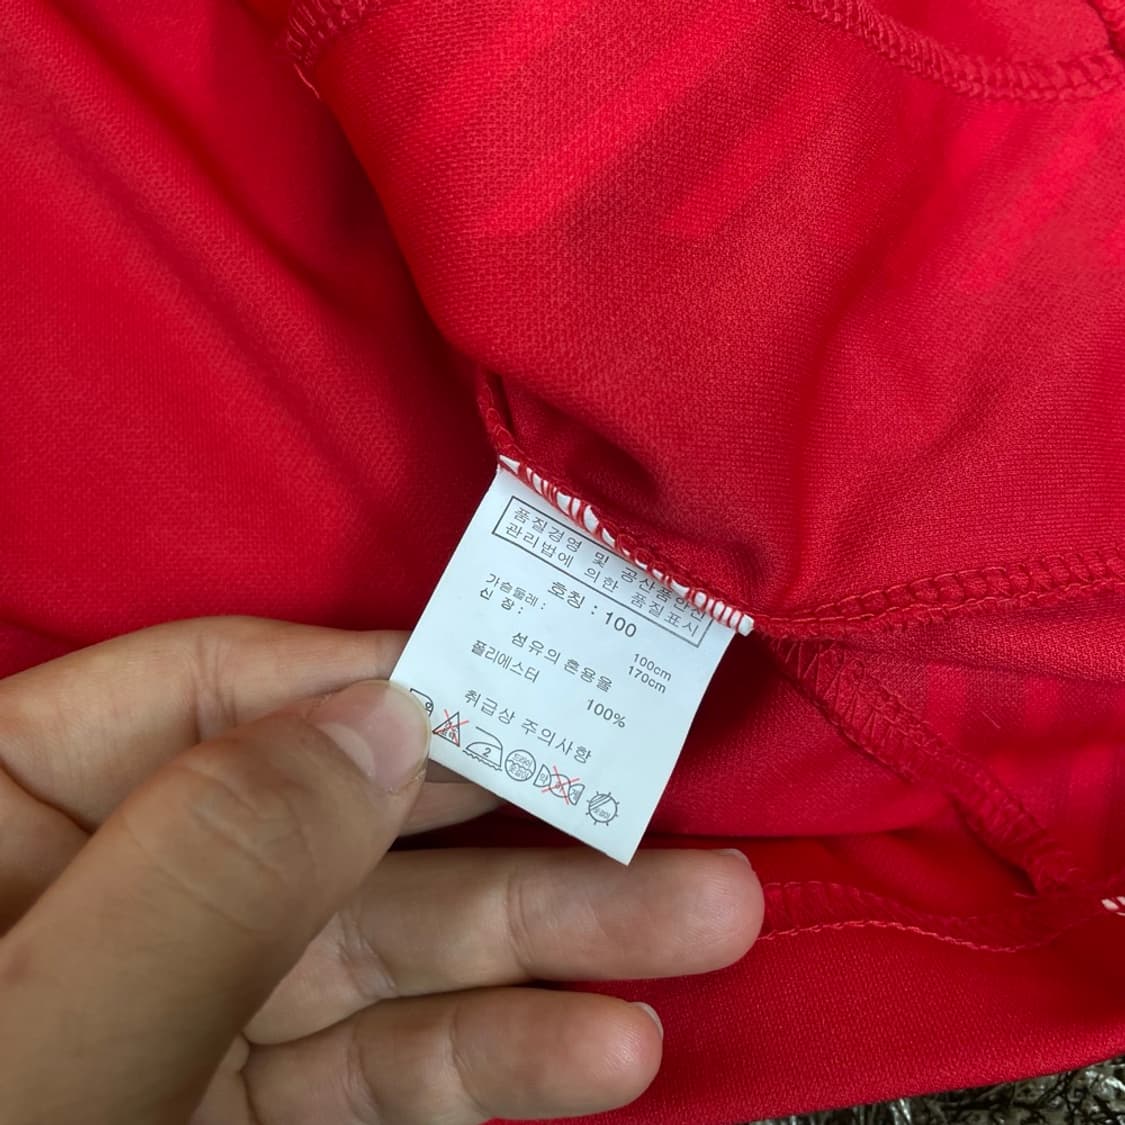 품질경영 및 공산품안전
관리법에 의한 품질표시
호칭 : 100
가슴둘레 : 100cm
신 장 : 170cm
섬유의 혼용율
폴리에스터 100%
취급상 주의사항
2